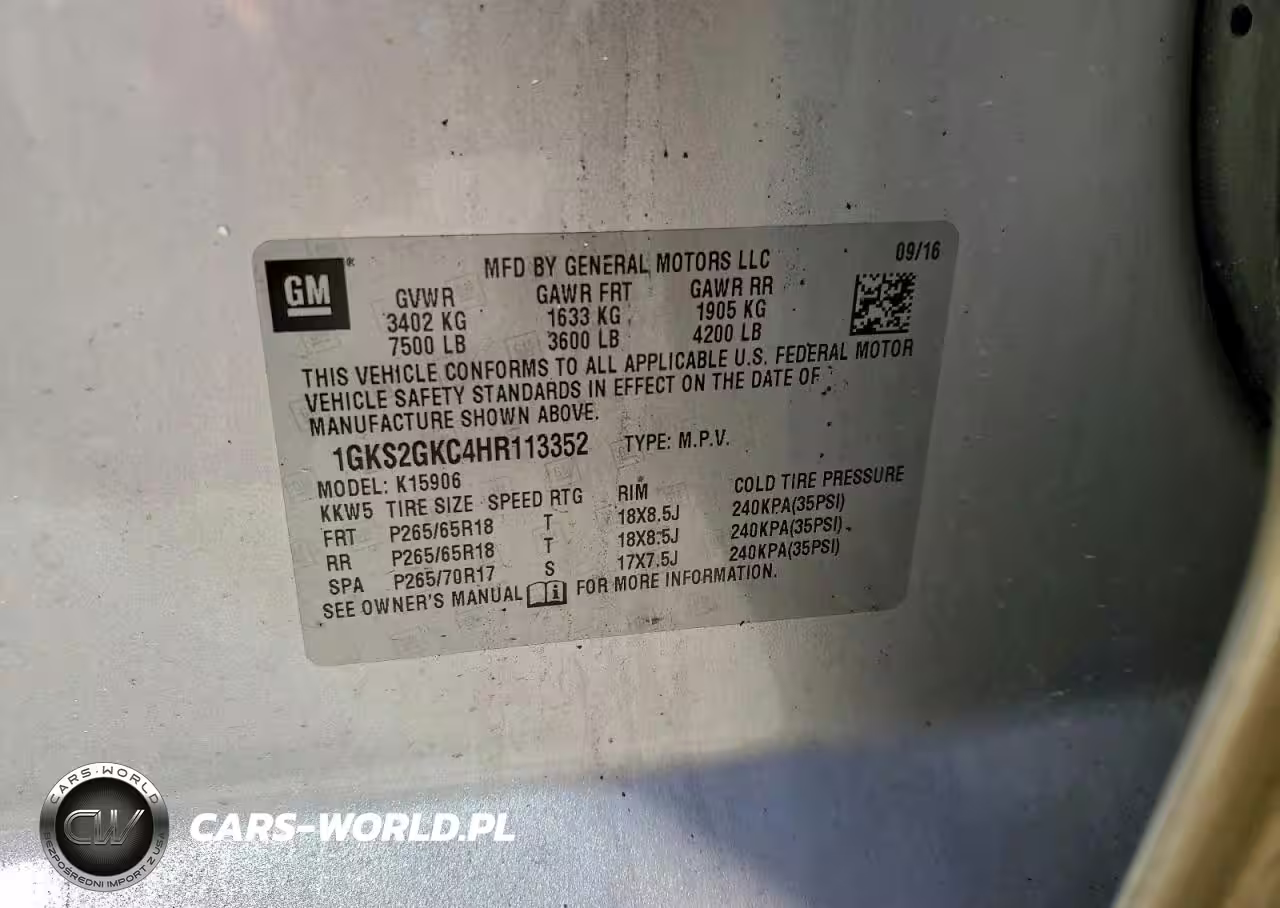 GM®
MFD BY GENERAL MOTORS LLC
09/16
GVWR GAWR FRT GAWR RR
3402 KG 1633 KG 1905 KG
7500 LB 3600 LB 4200 LB
THIS VEHICLE CONFORMS TO ALL APPLICABLE U.S. FEDERAL MOTOR
VEHICLE SAFETY STANDARDS IN EFFECT ON THE DATE OF
MANUFACTURE SHOWN ABOVE.
1GKS2GKC4HR113352 TYPE: M.P.V.
MODEL: K15906
KKW5 TIRE SIZE SPEED RTG RIM COLD TIRE PRESSURE
FRT P265/65R18 T 18X8.5J 240KPA(35PSI)
RR P265/65R18 T 18X8.5J 240KPA(35PSI)
SPA P265/70R17 S 17X7.5J 240KPA(35PSI)
SEE OWNER'S MANUAL FOR MORE INFORMATION.
CARS-WORLD
CW
BEZPOŚREDNI IMPORT Z USA
CARS-WORLD.PL